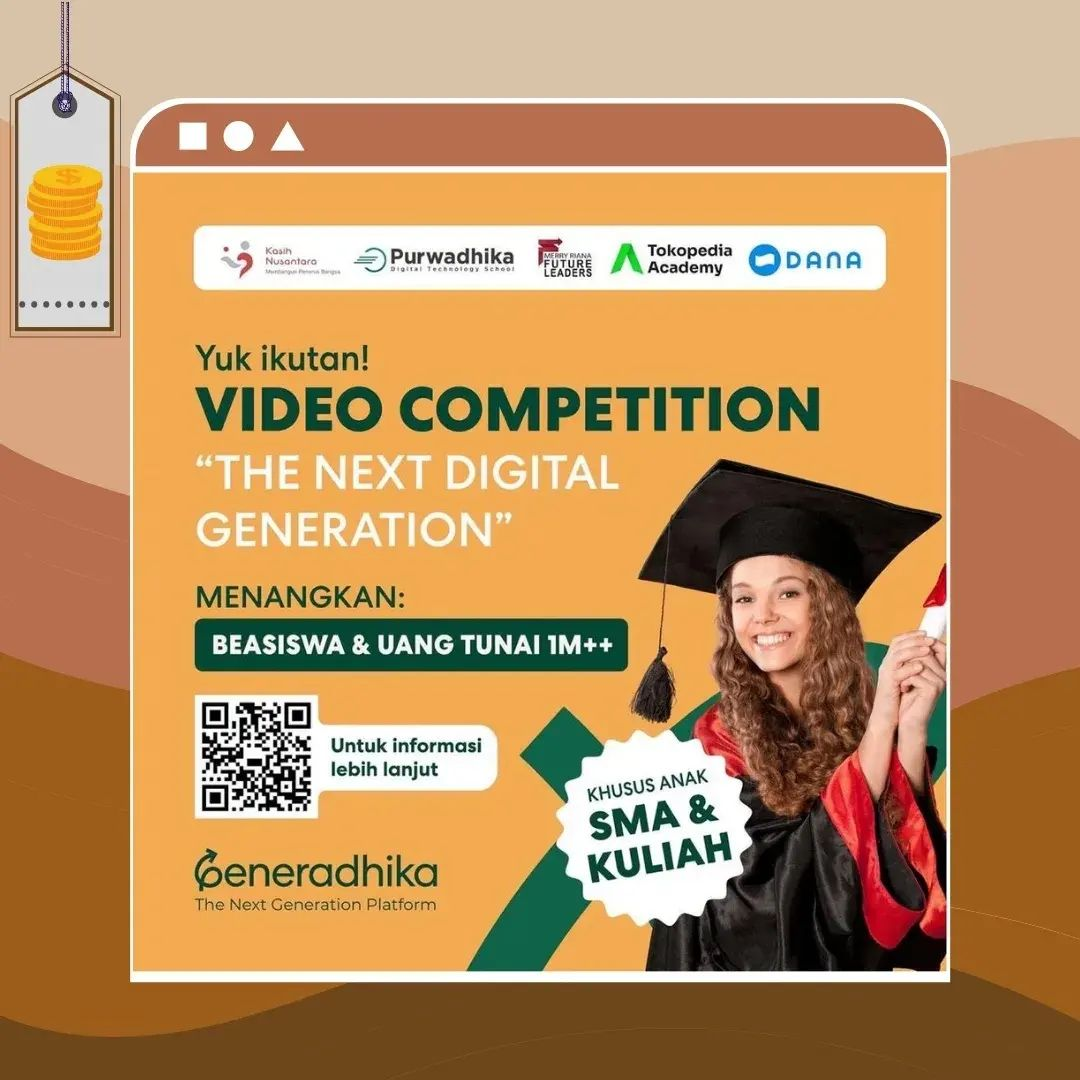 Kasih
Nusantara
Membangun Penerus Bangsa
Purwadhika
Digital Technology School
MERRY RIANA
FUTURE
LEADERS
Tokopedia
Academy
DANA
Yuk ikutan!
VIDEO COMPETITION
“THE NEXT DIGITAL
GENERATION”
MENANGKAN:
BEASISWA & UANG TUNAI 1M++
Untuk informasi
lebih lanjut
KHUSUS ANAK
SMA &
KULIAH
Generadhika
The Next Generation Platform